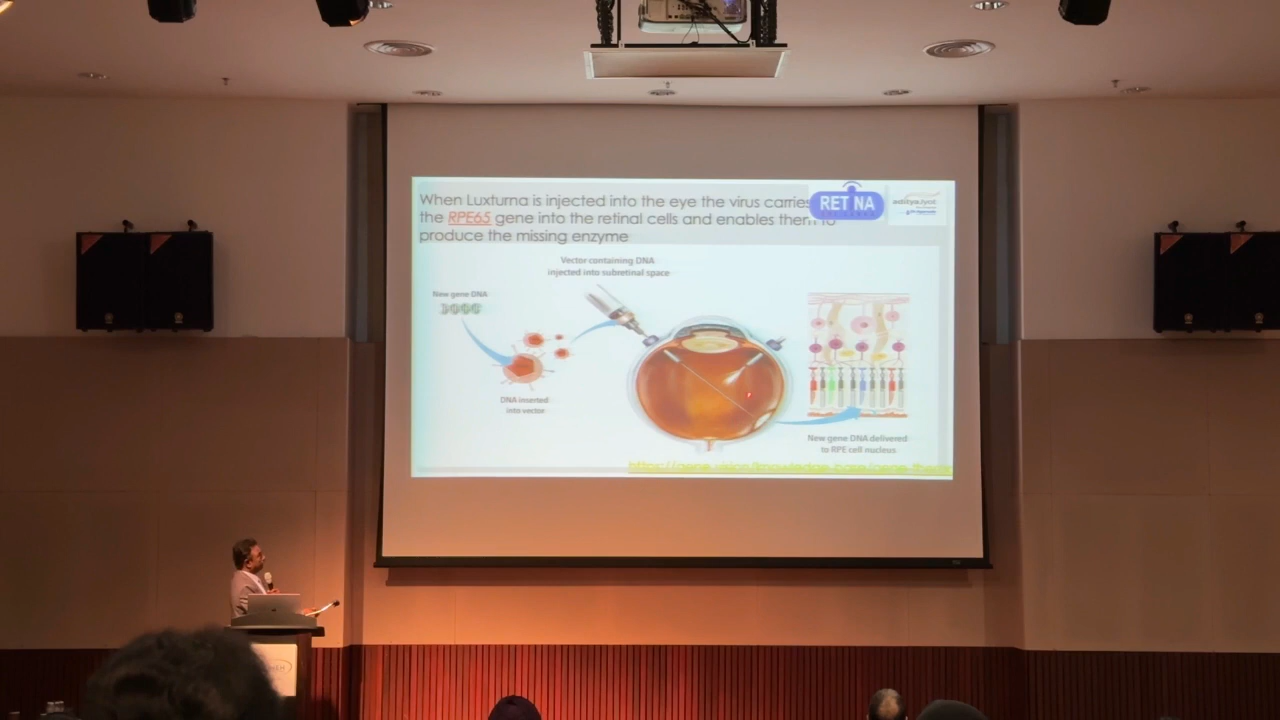 When Luxturna is injected into the eye the virus carries
the RPE65 gene into the retinal cells and enables them to
produce the missing enzyme
RET NA
aditya jyot
Vector containing DNA
injected into subretinal space
New gene DNA
DNA inserted
into vector
New gene DNA delivered
to RPE cell nucleus